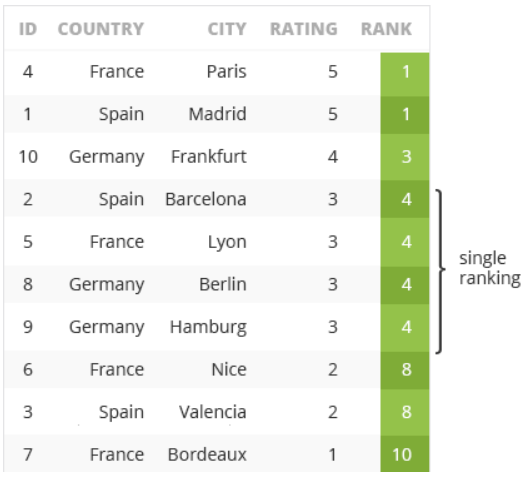 ID COUNTRY CITY RATING RANK
4 France Paris 5 1
1 Spain Madrid 5 1
10 Germany Frankfurt 4 3
2 Spain Barcelona 3 4
5 France Lyon 3 4
single
ranking
8 Germany Berlin 3 4
9 Germany Hamburg 3 4
6 France Nice 2 8
3 Spain Valencia 2 8
7 France Bordeaux 1 10